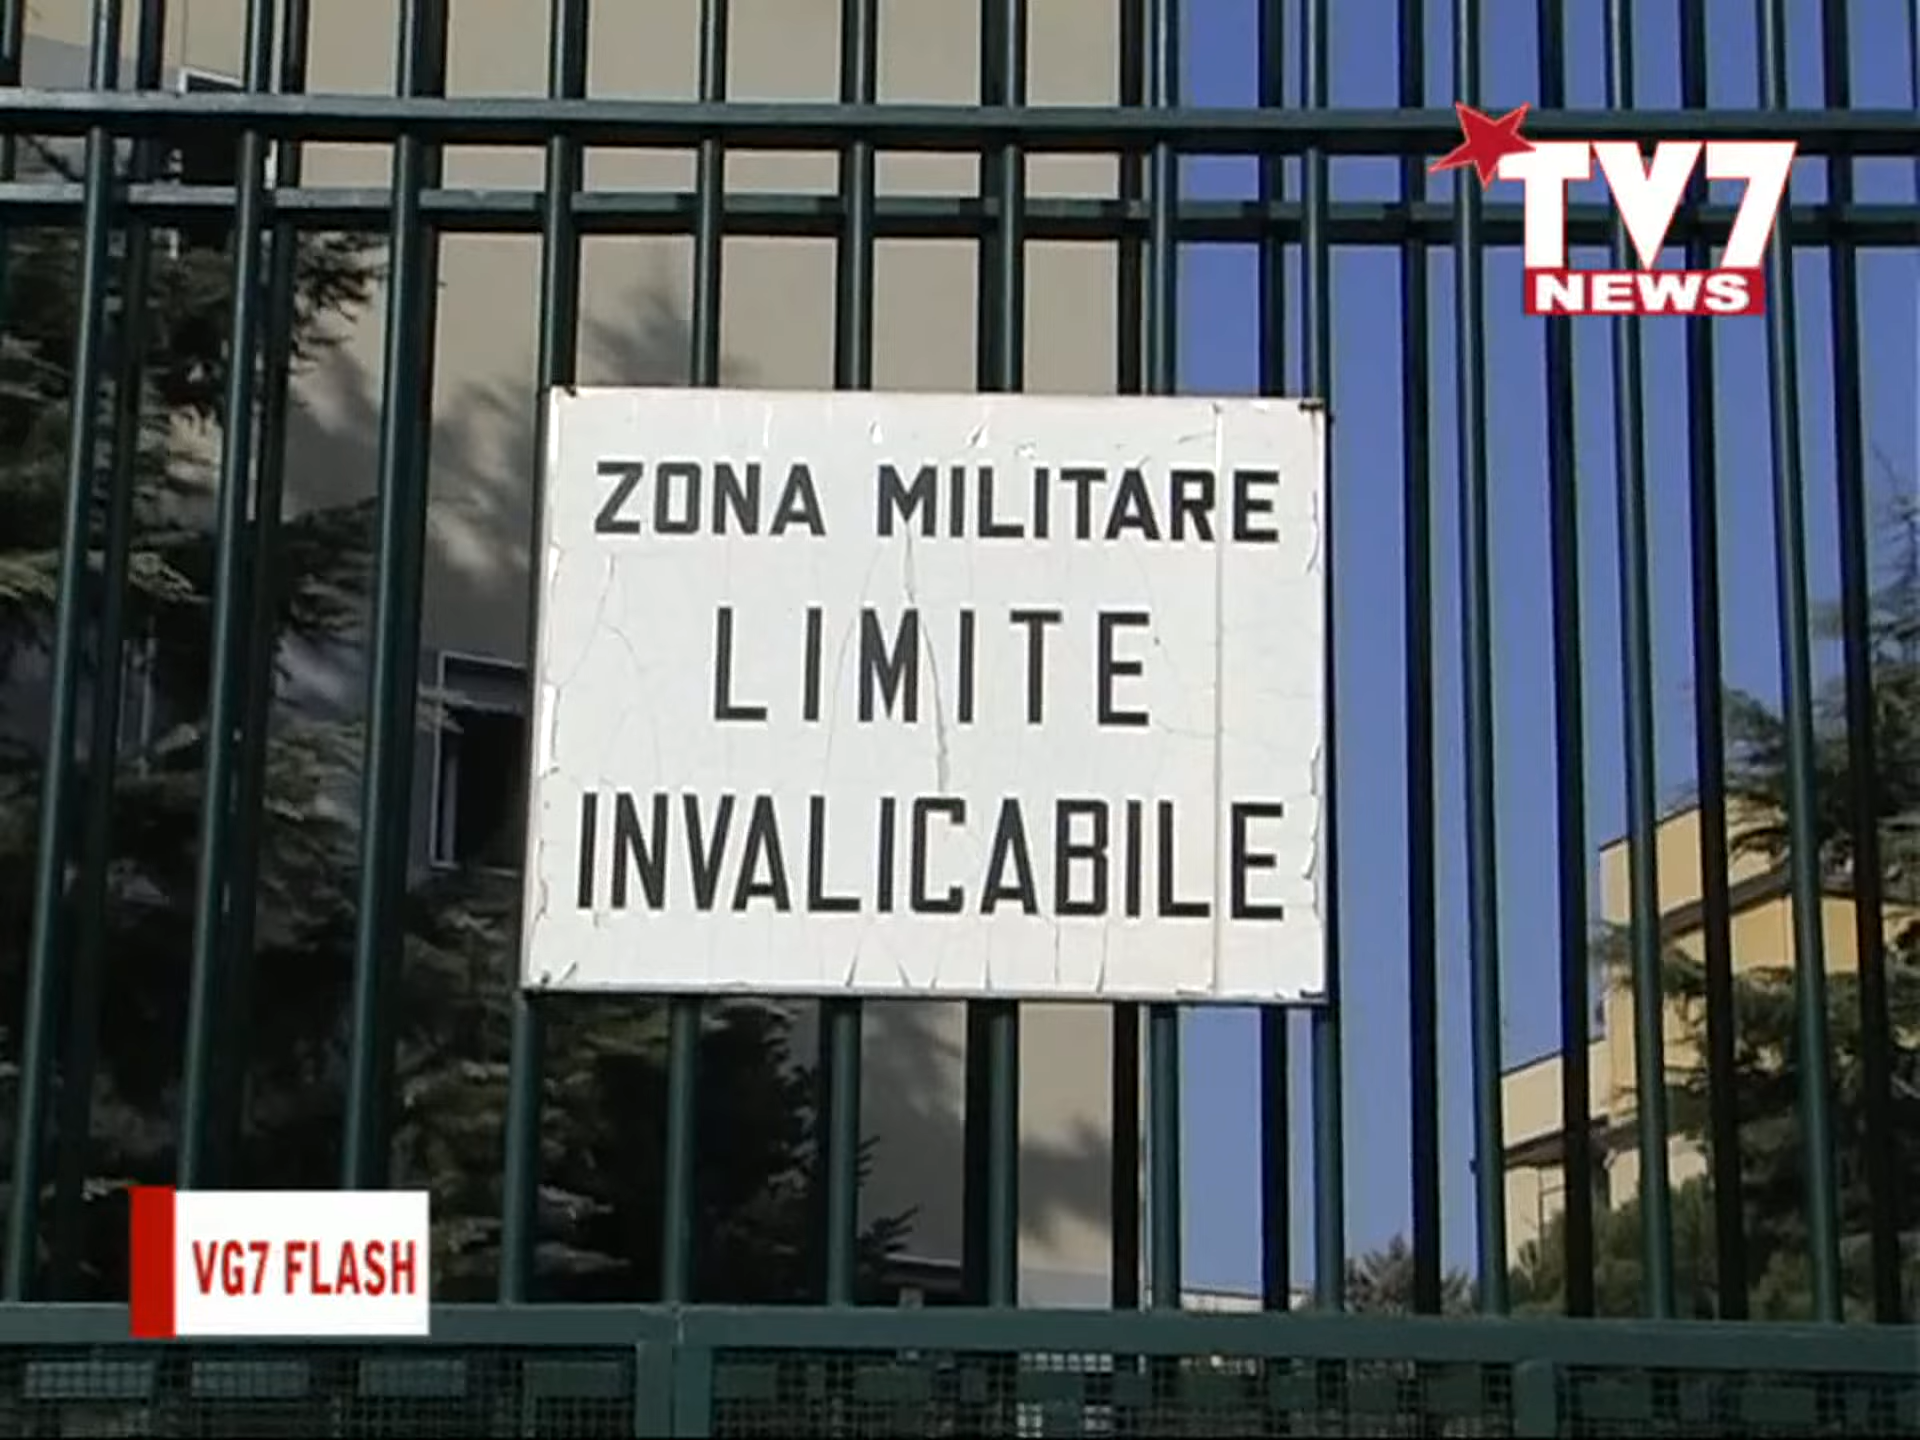 TV7
NEWS
ZONA MILITARE
LIMITE
INVALICABILE
VG7 FLASH